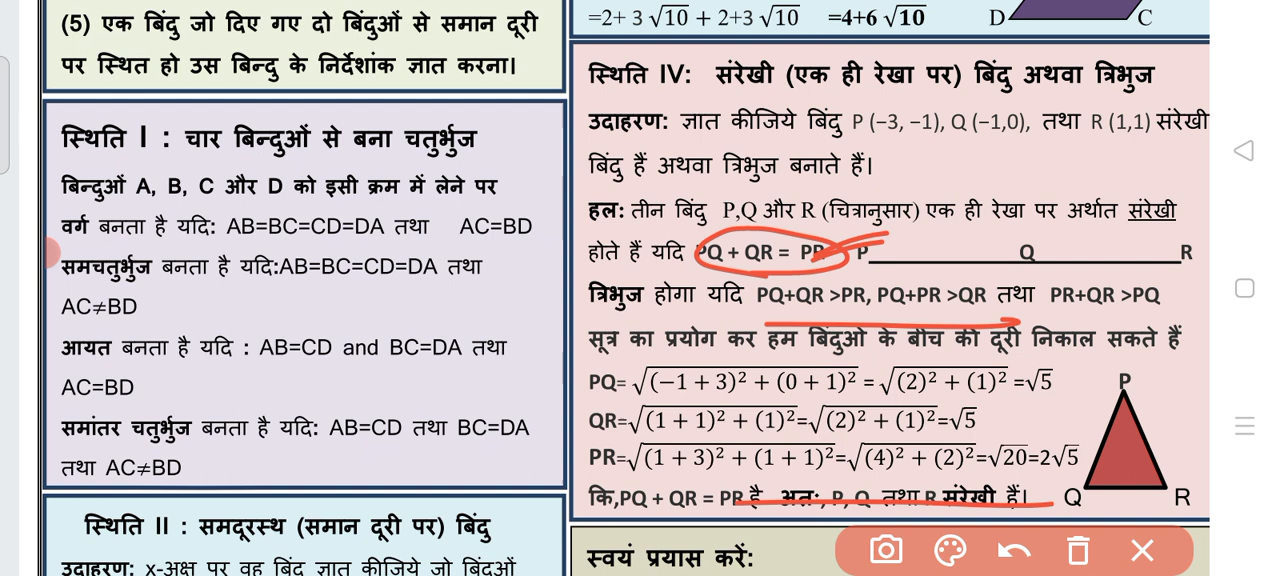 (5) एक बिंदु जो दिए गए दो बिंदुओं से समान दूरी
पर स्थित हो उस बिन्दु के निर्देशांक ज्ञात करना।
स्थिति I : चार बिन्दुओं से बना चतुर्भुज
बिन्दुओं A, B, C और D को इसी क्रम में लेने पर
वर्ग बनता है यदि: AB=BC=CD=DA तथा AC=BD
समचतुर्भुज बनता है यदि:AB=BC=CD=DA तथा
AC≠BD
आयत बनता है यदि : AB=CD and BC=DA तथा
AC=BD
समांतर चतुर्भुज बनता है यदि: AB=CD तथा BC=DA
तथा AC≠BD
स्थिति II : समदूरस्थ (समान दूरी पर) बिंदु
उदाहरण: x-अक्ष पर वह बिंदु ज्ञात कीजिये जो बिंदुओं
=2+ 3 √10 + 2+3 √10 =4+6 √10
D C
स्थिति IV: संरेखी (एक ही रेखा पर) बिंदु अथवा त्रिभुज
उदाहरण: ज्ञात कीजिये बिंदु P (−3, −1), Q (−1,0), तथा R (1,1) संरेखी
बिंदु हैं अथवा त्रिभुज बनाते हैं।
हल: तीन बिंदु P,Q और R (चित्रानुसार) एक ही रेखा पर अर्थात संरेखी
होते हैं यदि PQ + QR = PR P Q R
त्रिभुज होगा यदि PQ+QR >PR, PQ+PR >QR तथा PR+QR >PQ
सूत्र का प्रयोग कर हम बिंदुओ के बीच की दूरी निकाल सकते हैं
PQ= √(−1 + 3)² + (0 + 1)² = √(2)² + (1)² =√5
QR=√(1 + 1)² + (1)²=√(2)² + (1)²=√5
PR=√(1 + 3)² + (1 + 1)²=√(4)² + (2)²=√20=2√5
कि,PQ + QR = PR है अतः, P, Q तथा R संरेखी हैं।
P
Q R
स्वयं प्रयास करें: